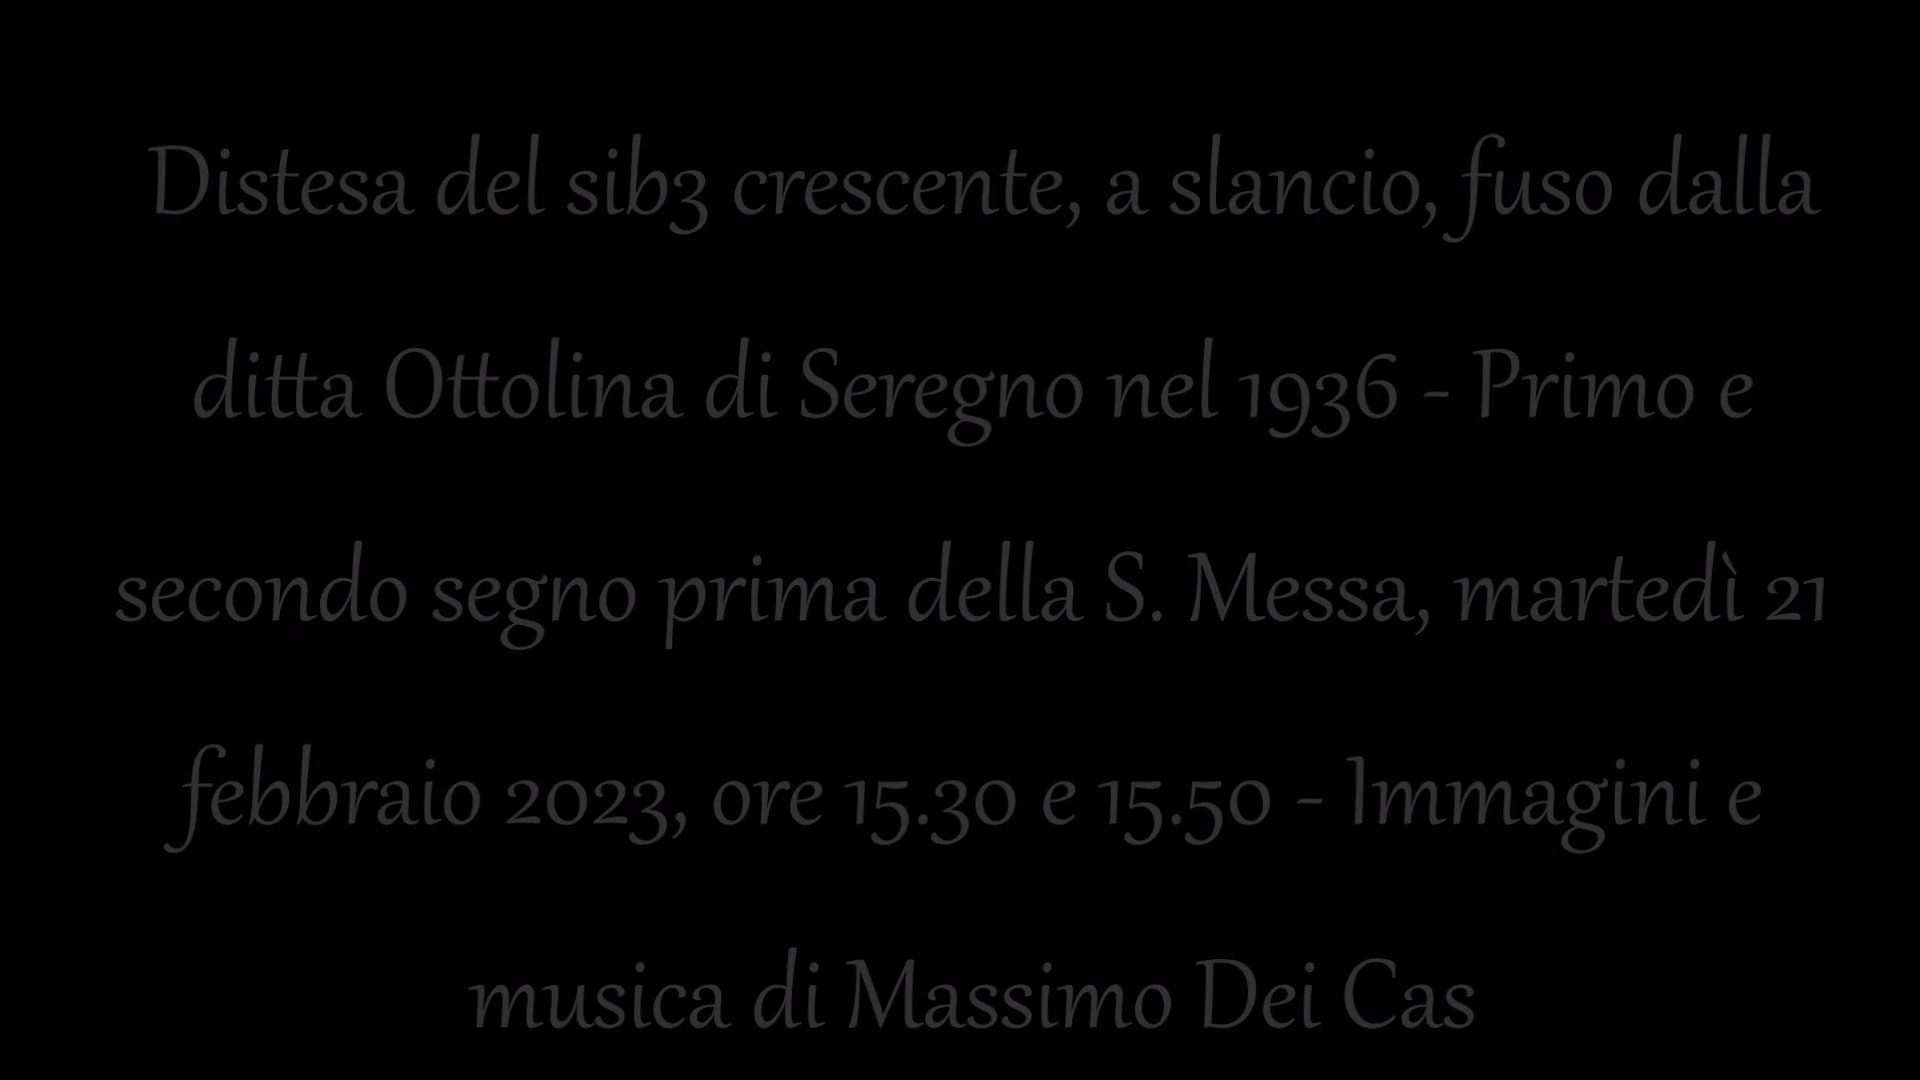 Distesa del sib3 crescente, a slancio, fuso dalla
ditta Ottolina di Seregno nel 1936 - Primo e
secondo segno prima della S. Messa, martedì 21
febbraio 2023, ore 15.30 e 15.50 - Immagini e
musica di Massimo Dei Cas